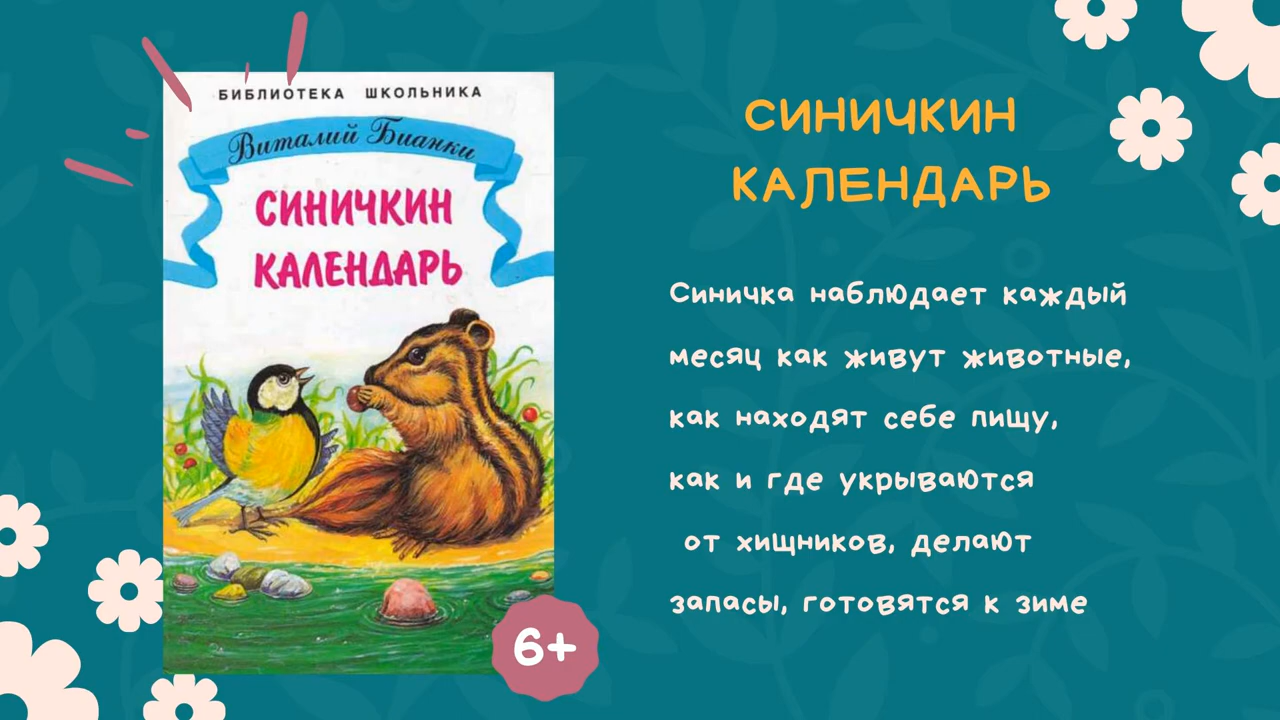 БИБЛИОТЕКА ШКОЛЬНИКА
Виталий Бианки
СИНИЧКИН
КАЛЕНДАРЬ
6+
СИНИЧКИН
КАЛЕНДАРЬ
Синичка наблюдает каждый
месяц как живут животные,
как находят себе пищу,
как и где укрываются
от хищников, делают
запасы, готовятся к зиме